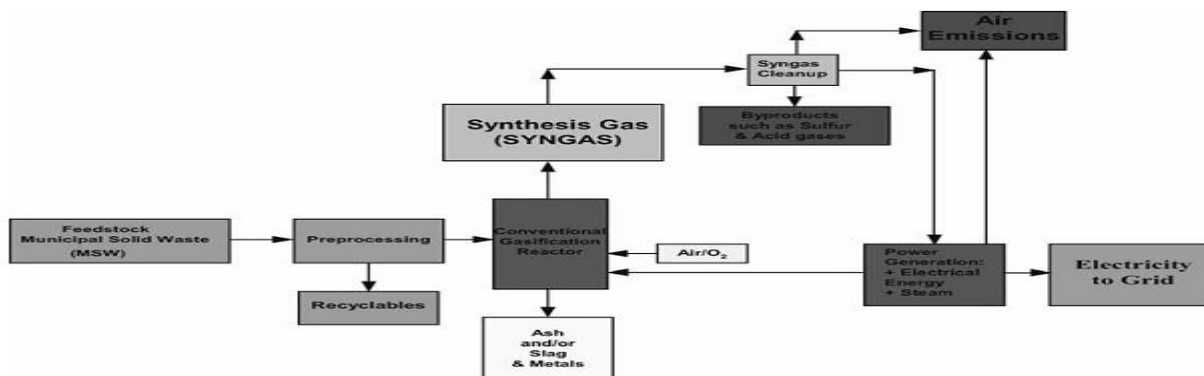 Air
Emissions
Syngas
Cleanup
Synthesis Gas
(SYNGAS)
Byproducts
such as Sulfur
& Acid gases
Feedstock
Municipal Solid Waste
(MSW)
Preprocessing
Conventional
Gasification
Reactor
Air/O₂
Power
Generation:
+ Electrical
Energy
+ Steam
Electricity
to Grid
Recyclables
Ash
and/or
Slag
& Metals